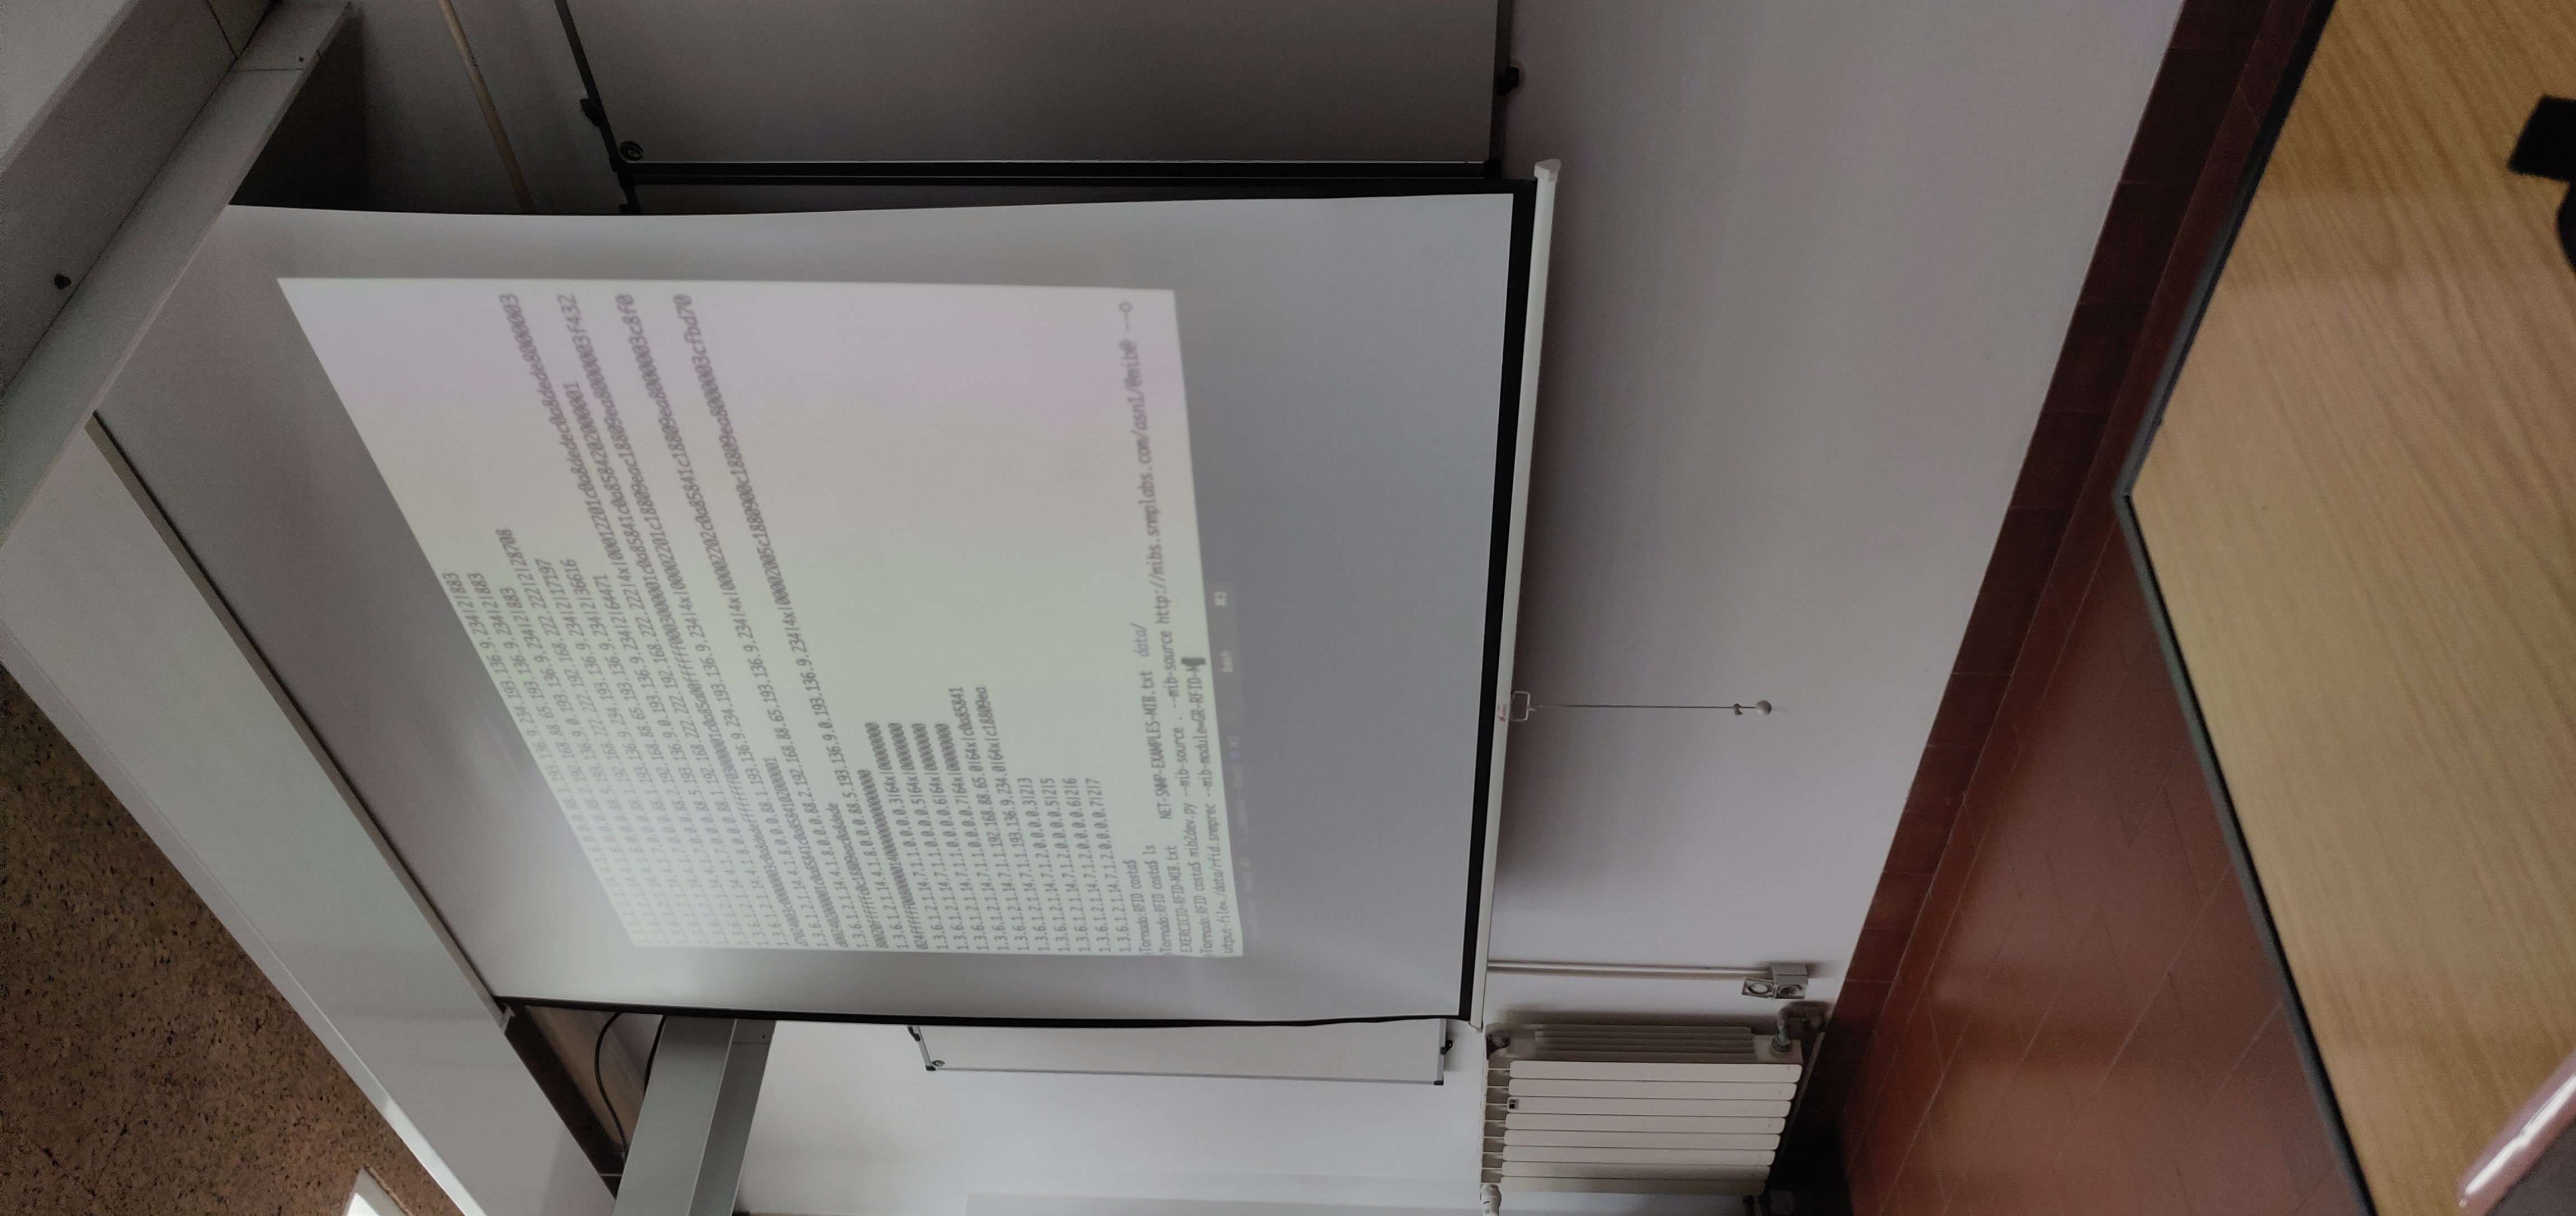 1.3.6.1.2.1.14.4.1.6.0.0.0.88.1.193.136.9.234.193.136.9.234|2|883
1.3.6.1.2.1.14.4.1.6.0.0.0.88.2.192.168.88.65.193.136.9.234|2|883
1.3.6.1.2.1.14.4.1.6.0.0.0.88.5.193.136.9.0.193.136.9.234|2|883
1.3.6.1.2.1.14.4.1.7.0.0.0.88.1.192.168.222.222.192.168.222.222|2|28708
1.3.6.1.2.1.14.4.1.7.0.0.0.88.1.193.136.9.234.193.136.9.234|2|17197
1.3.6.1.2.1.14.4.1.7.0.0.0.88.2.192.168.88.65.193.136.9.234|2|36616
1.3.6.1.2.1.14.4.1.7.0.0.0.88.5.193.136.9.0.193.136.9.234|2|64471
1.3.6.1.2.1.14.4.1.8.0.0.0.88.1.192.168.222.222.192.168.222.222|4x|00012201c0a8dedec0a8dede8000003
d7024003c00000003c0a8dedeffffffff03000001c0a85a00ffffff0003000001c0a85841c0a8584202000001
1.3.6.1.2.1.14.4.1.8.0.0.0.88.1.193.136.9.234.193.136.9.234|4x|00002201c18809eac18809ea8000003f432
d002402000001c0a85841c0a8584102000001
1.3.6.1.2.1.14.4.1.8.0.0.0.88.2.192.168.88.65.193.136.9.234|4x|00002202c0a85841c18809ea8000003c8f0
80020ffffffc0c18809eac0a8dede
1.3.6.1.2.1.14.4.1.8.0.0.0.88.5.193.136.9.0.193.136.9.234|4x|00002005c1880900c18809ea8000003cfbd70
024ffffff00800000140000000000000000
1.3.6.1.2.1.14.7.1.1.0.0.0.0.3|64x|00000000
1.3.6.1.2.1.14.7.1.1.0.0.0.0.5|64x|00000000
1.3.6.1.2.1.14.7.1.1.0.0.0.0.6|64x|00000000
1.3.6.1.2.1.14.7.1.1.0.0.0.0.7|64x|00000000
1.3.6.1.2.1.14.7.1.1.192.168.88.65.0|64x|c0a85841
1.3.6.1.2.1.14.7.1.1.193.136.9.234.0|64x|c18809ea
1.3.6.1.2.1.14.7.1.2.0.0.0.0.3|2|3
1.3.6.1.2.1.14.7.1.2.0.0.0.0.5|2|5
1.3.6.1.2.1.14.7.1.2.0.0.0.0.6|2|6
1.3.6.1.2.1.14.7.1.2.0.0.0.0.7|2|7
Tornado:RFID costa$
Tornado:RFID costa$ ls
EXERCICIO-RFID-MIB.txt NET-SNMP-EXAMPLES-MIB.txt data/
Tornado:RFID costa$ mib2dev.py --mib-source . --mib-source http://mibs.snmplabs.com/asn1/@mib@ --o
utput-file=./data/rfid.snmprec --mib-module=GR-RFID-M
bash ⌘3